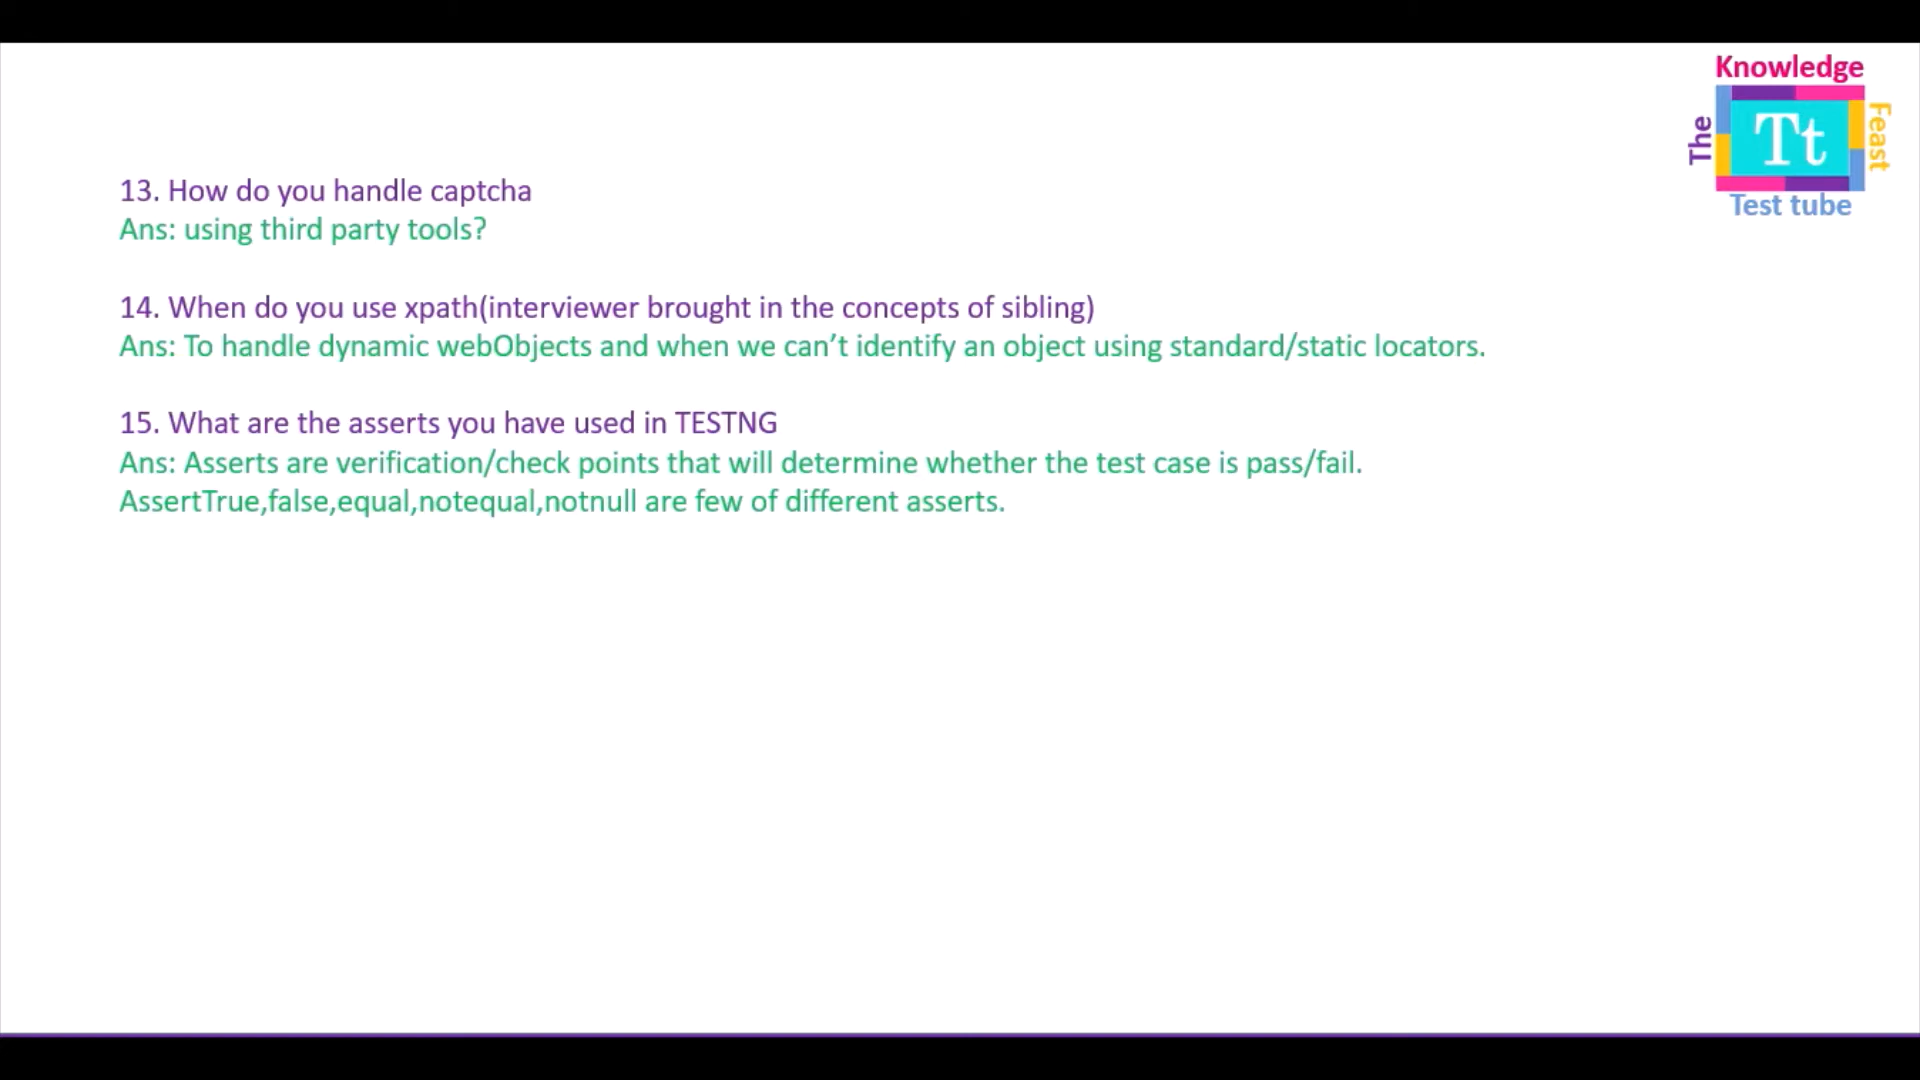 Knowledge
The
Tt
Feast
Test tube
13. How do you handle captcha
Ans: using third party tools?
14. When do you use xpath(interviewer brought in the concepts of sibling)
Ans: To handle dynamic webObjects and when we can’t identify an object using standard/static locators.
15. What are the asserts you have used in TESTNG
Ans: Asserts are verification/check points that will determine whether the test case is pass/fail.
AssertTrue,false,equal,notequal,notnull are few of different asserts.